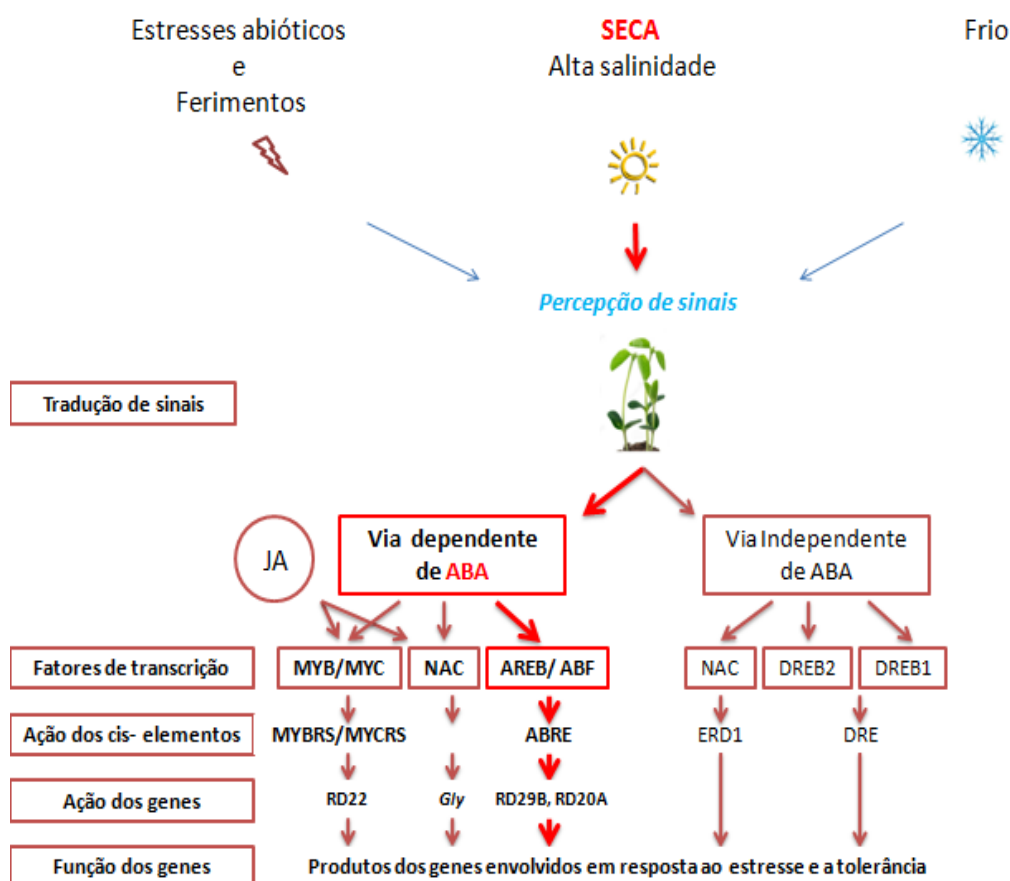 Estresses abióticos
e
Ferimentos
SECA
Alta salinidade
Frio
Percepção de sinais
Tradução de sinais
JA
Via dependente
de ABA
Via Independente
de ABA
Fatores de transcrição
MYB/MYC
NAC
AREB/ ABF
NAC
DREB2
DREB1
Ação dos cis- elementos
MYBRS/MYCRS
ABRE
ERD1
DRE
Ação dos genes
RD22
Gly
RD29B, RD20A
Função dos genes
Produtos dos genes envolvidos em resposta ao estresse e a tolerância